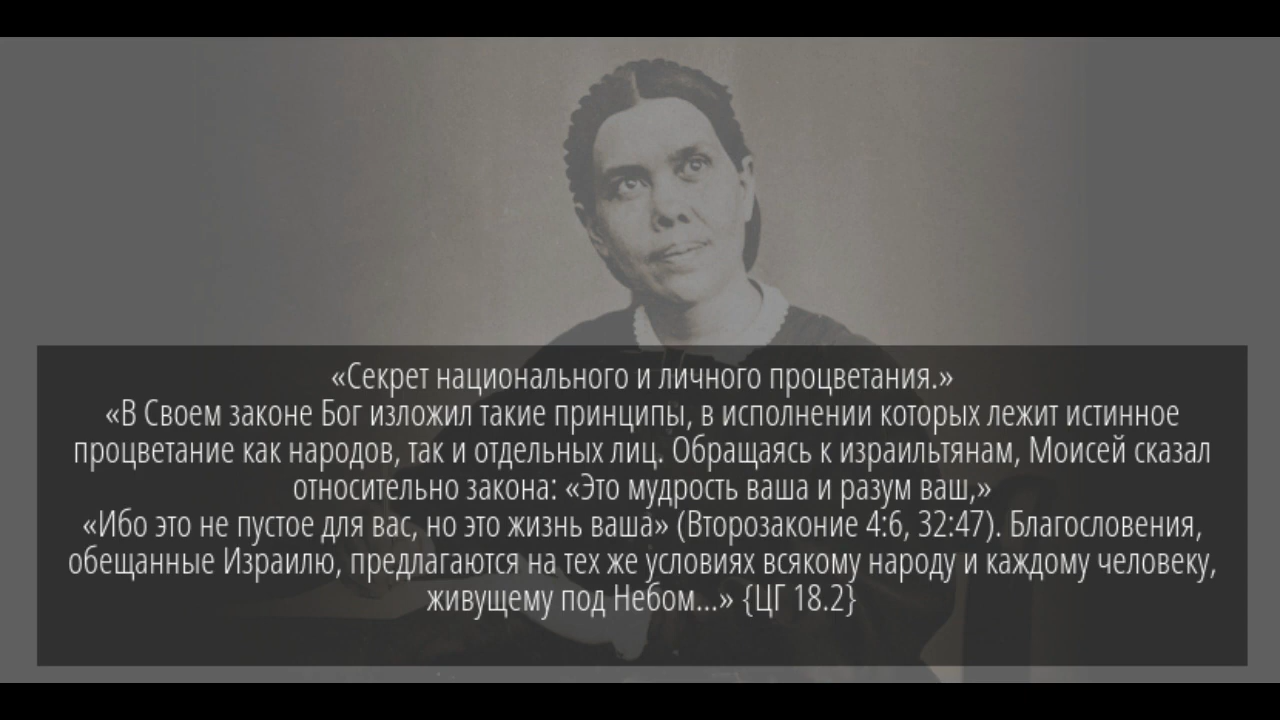 «Секрет национального и личного процветания.»
«В Своем законе Бог изложил такие принципы, в исполнении которых лежит истинное
процветание как народов, так и отдельных лиц. Обращаясь к израильтянам, Моисей сказал
относительно закона: «Это мудрость ваша и разум ваш,»
«Ибо это не пустое для вас, но это жизнь ваша» (Второзаконие 4:6, 32:47). Благословения,
обещанные Израилю, предлагаются на тех же условиях всякому народу и каждому человеку,
живущему под Небом...» {ЦГ 18.2}